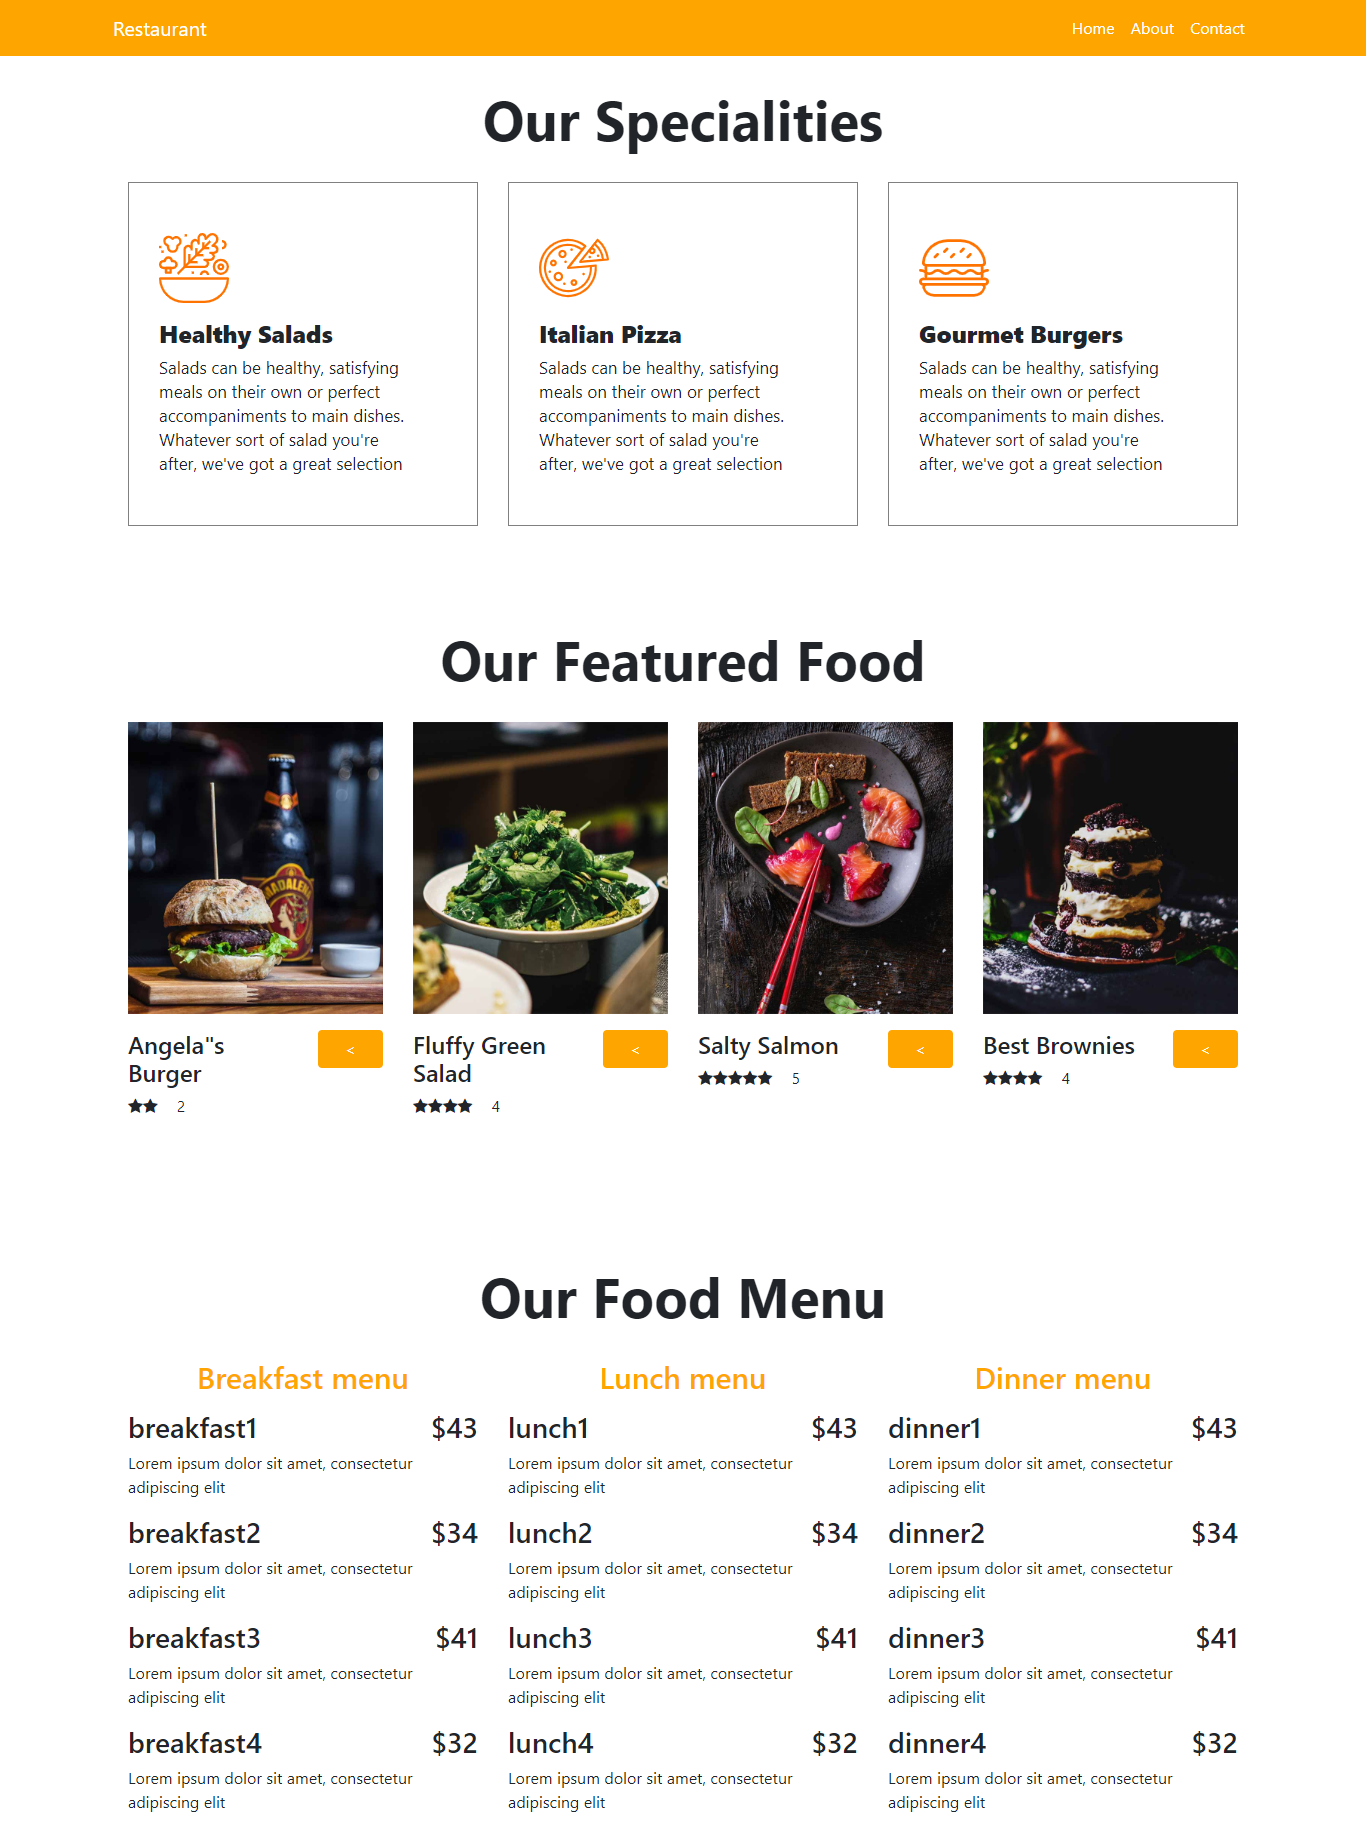 Restaurant
Home About Contact
Our Specialities
Healthy Salads
Salads can be healthy, satisfying
meals on their own or perfect
accompaniments to main dishes.
Whatever sort of salad you're
after, we've got a great selection
Italian Pizza
Salads can be healthy, satisfying
meals on their own or perfect
accompaniments to main dishes.
Whatever sort of salad you're
after, we've got a great selection
Gourmet Burgers
Salads can be healthy, satisfying
meals on their own or perfect
accompaniments to main dishes.
Whatever sort of salad you're
after, we've got a great selection
Our Featured Food
Angela"s
Burger
<
2
Fluffy Green
Salad
<
4
Salty Salmon
<
5
Best Brownies
<
4
Our Food Menu
Breakfast menu
breakfast1 $43
Lorem ipsum dolor sit amet, consectetur
adipiscing elit
breakfast2 $34
Lorem ipsum dolor sit amet, consectetur
adipiscing elit
breakfast3 $41
Lorem ipsum dolor sit amet, consectetur
adipiscing elit
breakfast4 $32
Lorem ipsum dolor sit amet, consectetur
adipiscing elit
Lunch menu
lunch1 $43
Lorem ipsum dolor sit amet, consectetur
adipiscing elit
lunch2 $34
Lorem ipsum dolor sit amet, consectetur
adipiscing elit
lunch3 $41
Lorem ipsum dolor sit amet, consectetur
adipiscing elit
lunch4 $32
Lorem ipsum dolor sit amet, consectetur
adipiscing elit
Dinner menu
dinner1 $43
Lorem ipsum dolor sit amet, consectetur
adipiscing elit
dinner2 $34
Lorem ipsum dolor sit amet, consectetur
adipiscing elit
dinner3 $41
Lorem ipsum dolor sit amet, consectetur
adipiscing elit
dinner4 $32
Lorem ipsum dolor sit amet, consectetur
adipiscing elit